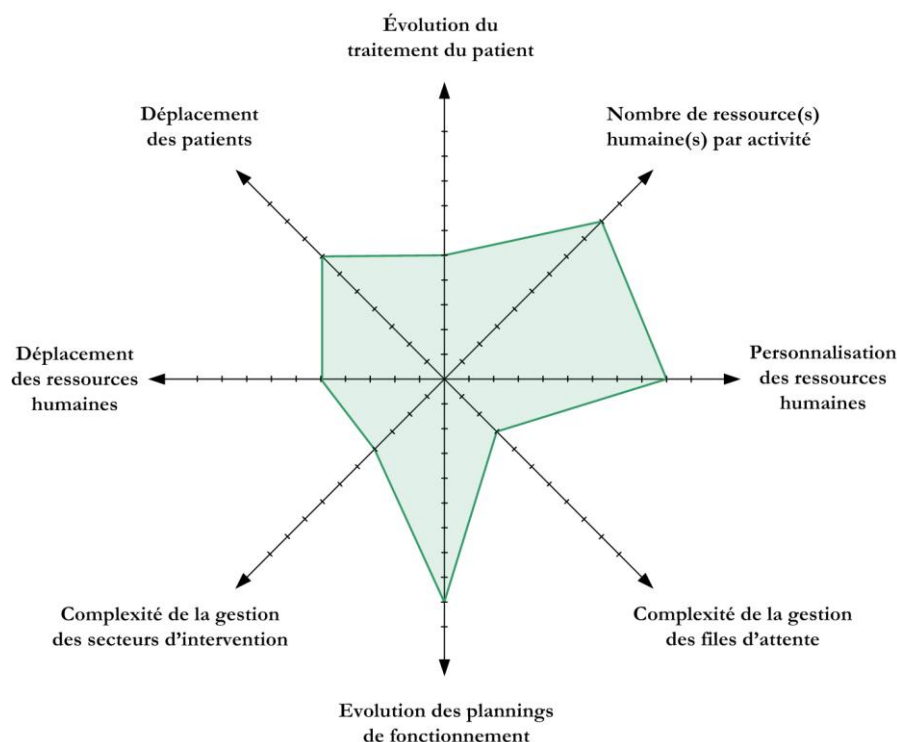 Évolution du
traitement du patient
Déplacement
des patients
Nombre de ressource(s)
humaine(s) par activité
Déplacement
des ressources
humaines
Personnalisation
des ressources
humaines
Complexité de la gestion
des secteurs d'intervention
Complexité de la gestion
des files d'attente
Evolution des plannings
de fonctionnement